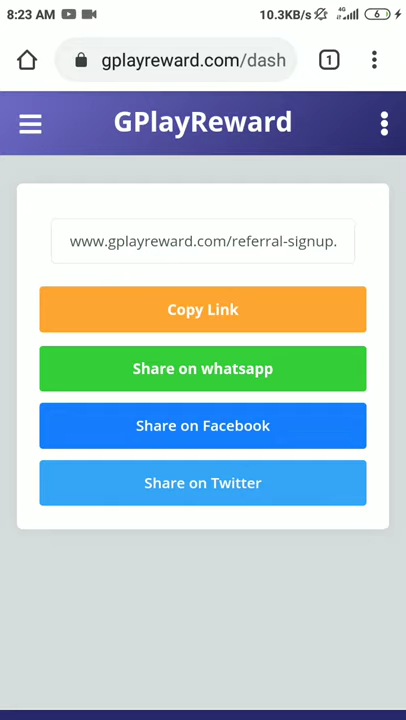 8:23 AM 10.3KB/s 4G 6
gplayreward.com/dash 1
GPlayReward
www.gplayreward.com/referral-signup.
Copy Link
Share on whatsapp
Share on Facebook
Share on Twitter